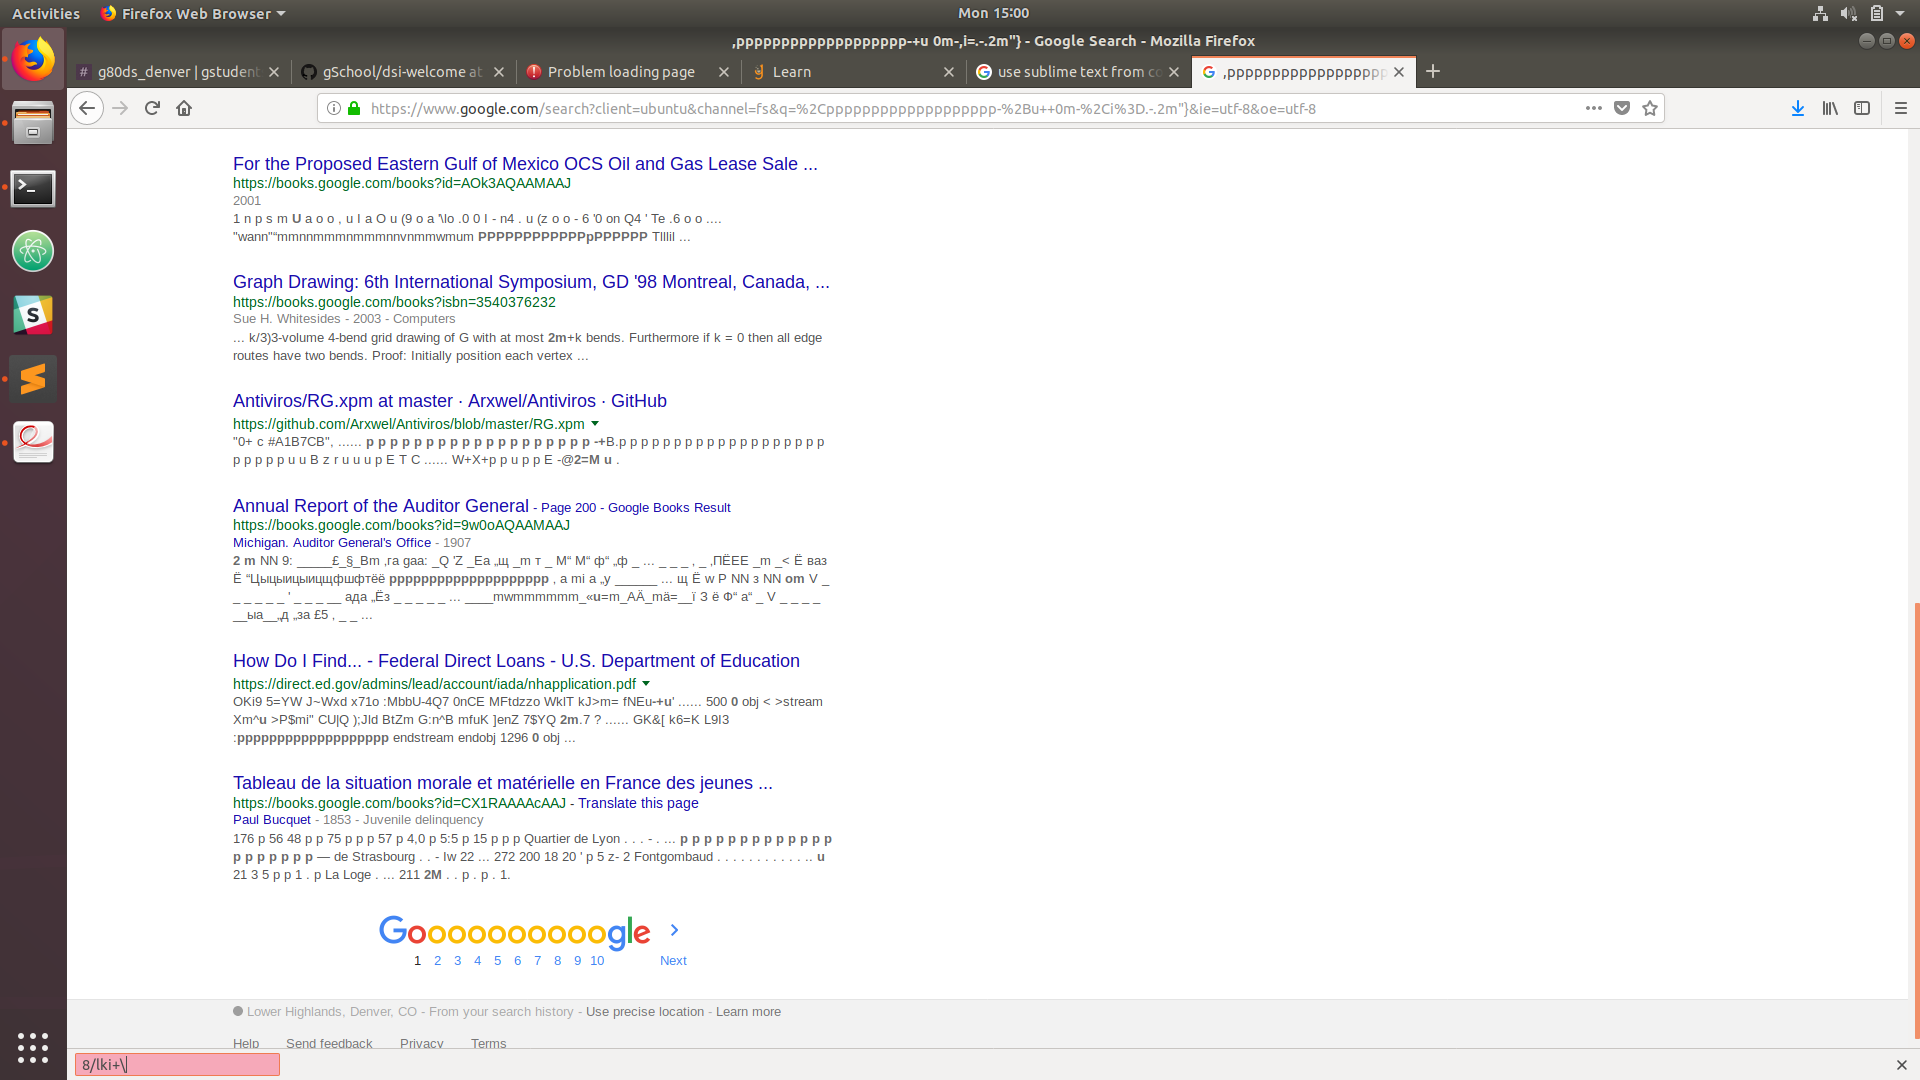 Activities Firefox Web Browser Mon 15:00
,ppppppppppppppppppp-+u 0m-,i=.-.2m"} - Google Search - Mozilla Firefox
g80ds_denver | gstudent gSchool/dsi-welcome at Problem loading page Learn use sublime text from co ,pppppppppppppppppp
https://www.google.com/search?client=ubuntu&channel=fs&q=%2Cppppppppppppppppppp-%2Bu++0m-%2Ci%3D.-.2m"}&ie=utf-8&oe=utf-8
For the Proposed Eastern Gulf of Mexico OCS Oil and Gas Lease Sale ...
https://books.google.com/books?id=AOk3AQAAMAAJ
2001
1 n p s m U a o o , u I a O u (9 o a '\lo .0 0 I - n4 . u (z o o - 6 '0 on Q4 ' Te .6 o o ....
"wann"“mmnnmmmnmmmnnvnmmwmum PPPPPPPPPPPPpPPPPPP Tlllil ...
Graph Drawing: 6th International Symposium, GD '98 Montreal, Canada, ...
https://books.google.com/books?isbn=3540376232
Sue H. Whitesides - 2003 - Computers
... k/3)3-volume 4-bend grid drawing of G with at most 2m+k bends. Furthermore if k = 0 then all edge
routes have two bends. Proof: Initially position each vertex ...
Antiviros/RG.xpm at master · Arxwel/Antiviros · GitHub
https://github.com/Arxwel/Antiviros/blob/master/RG.xpm
"0+ c #A1B7CB", ...... p p p p p p p p p p p p p p p p p p p -+B.p p p p p p p p p p p p p p p p p p p
p p p p p u u B z r u u u p E T C ...... W+X+p p u p p E -@2=M u .
Annual Report of the Auditor General - Page 200 - Google Books Result
https://books.google.com/books?id=9w0oAQAAMAAJ
Michigan. Auditor General's Office - 1907
2 m NN 9: _____£_§_Bm ,ra gaa: _Q 'Z _Ea „щ _m т _ M“ M“ ф“ „ф _ ... _ _ _ , _ ,ПЁЕЕ _m _< Ё ваз
Ё “Цыцыицыицщфшфтёё pppppppppppppppppppp , a mi a „y ______ ... щ Ё w P NN з NN om V _
_ _ _ _ _ ' _ _ _ __ ада „Ёз _ _ _ _ _ ... ____mwmmmmmm_«u=m_AÄ_mä=__ï З ё Ф“ a“ _ V _ _ _ _
__ыа__„д „за £5 , _ _ ...
How Do I Find... - Federal Direct Loans - U.S. Department of Education
https://direct.ed.gov/admins/lead/account/iada/nhapplication.pdf
OKi9 5=YW J~Wxd x71o :MbbU-4Q7 0nCE MFtdzzo WklT kJ>m= fNEu-+u' ...... 500 0 obj < >stream
Xm^u >P$mi" CU|Q );JId BtZm G:n^B mfuK ]enZ 7$YQ 2m.7 ? ...... GK&[ k6=K L9I3
:ppppppppppppppppppp endstream endobj 1296 0 obj ...
Tableau de la situation morale et matérielle en France des jeunes ...
https://books.google.com/books?id=CX1RAAAAcAAJ - Translate this page
Paul Bucquet - 1853 - Juvenile delinquency
176 p 56 48 p p 75 p p p 57 p 4,0 p 5:5 p 15 p p p Quartier de Lyon . . . - . ... p p p p p p p p p p p p p
p p p p p p p — de Strasbourg . . - Iw 22 ... 272 200 18 20 ' p 5 z- 2 Fontgombaud . . . . . . . . . . . .. u
21 3 5 p p 1 . p La Loge . ... 211 2M . . p . p . 1.
Goooooooooogle
1 2 3 4 5 6 7 8 9 10 Next
Lower Highlands, Denver, CO - From your search history - Use precise location - Learn more
Help Send feedback Privacy Terms
8/lki+\